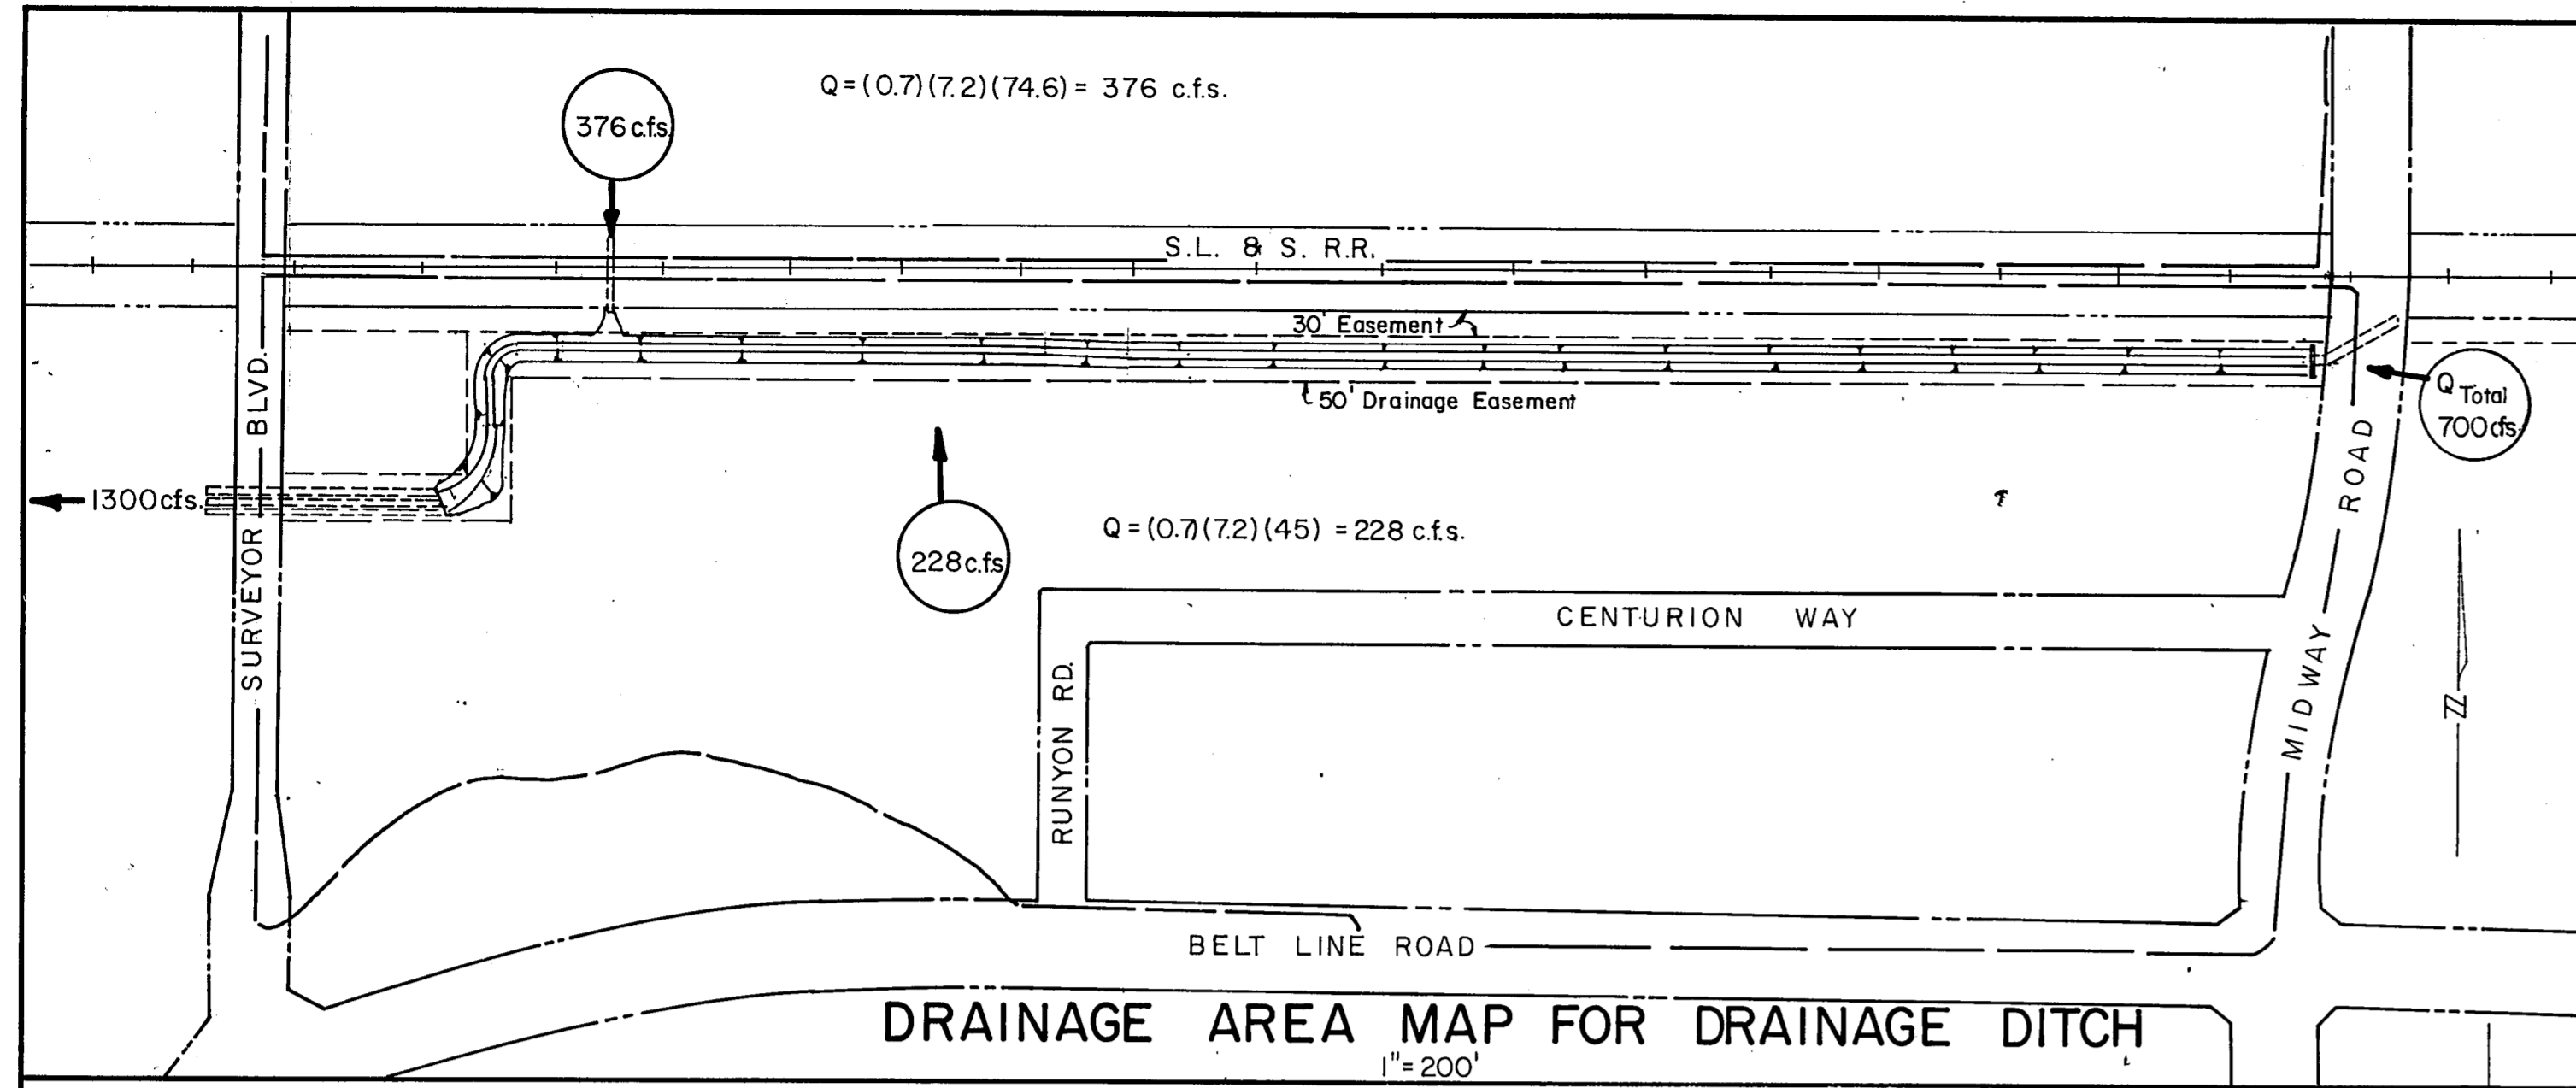 Q = (0.7)(7.2)(74.6) = 376 c.f.s.
376 c.f.s.
S.L. & S. R.R.
30' Easement
50' Drainage Easement
Q Total
700 cfs.
SURVEYOR BLVD.
1300 cfs.
228 c.f.s
Q = (0.7)(7.2)(45) = 228 c.f.s.
CENTURION WAY
RUNYON RD.
MIDWAY ROAD
N
BELT LINE ROAD
DRAINAGE AREA MAP FOR DRAINAGE DITCH
1" = 200'